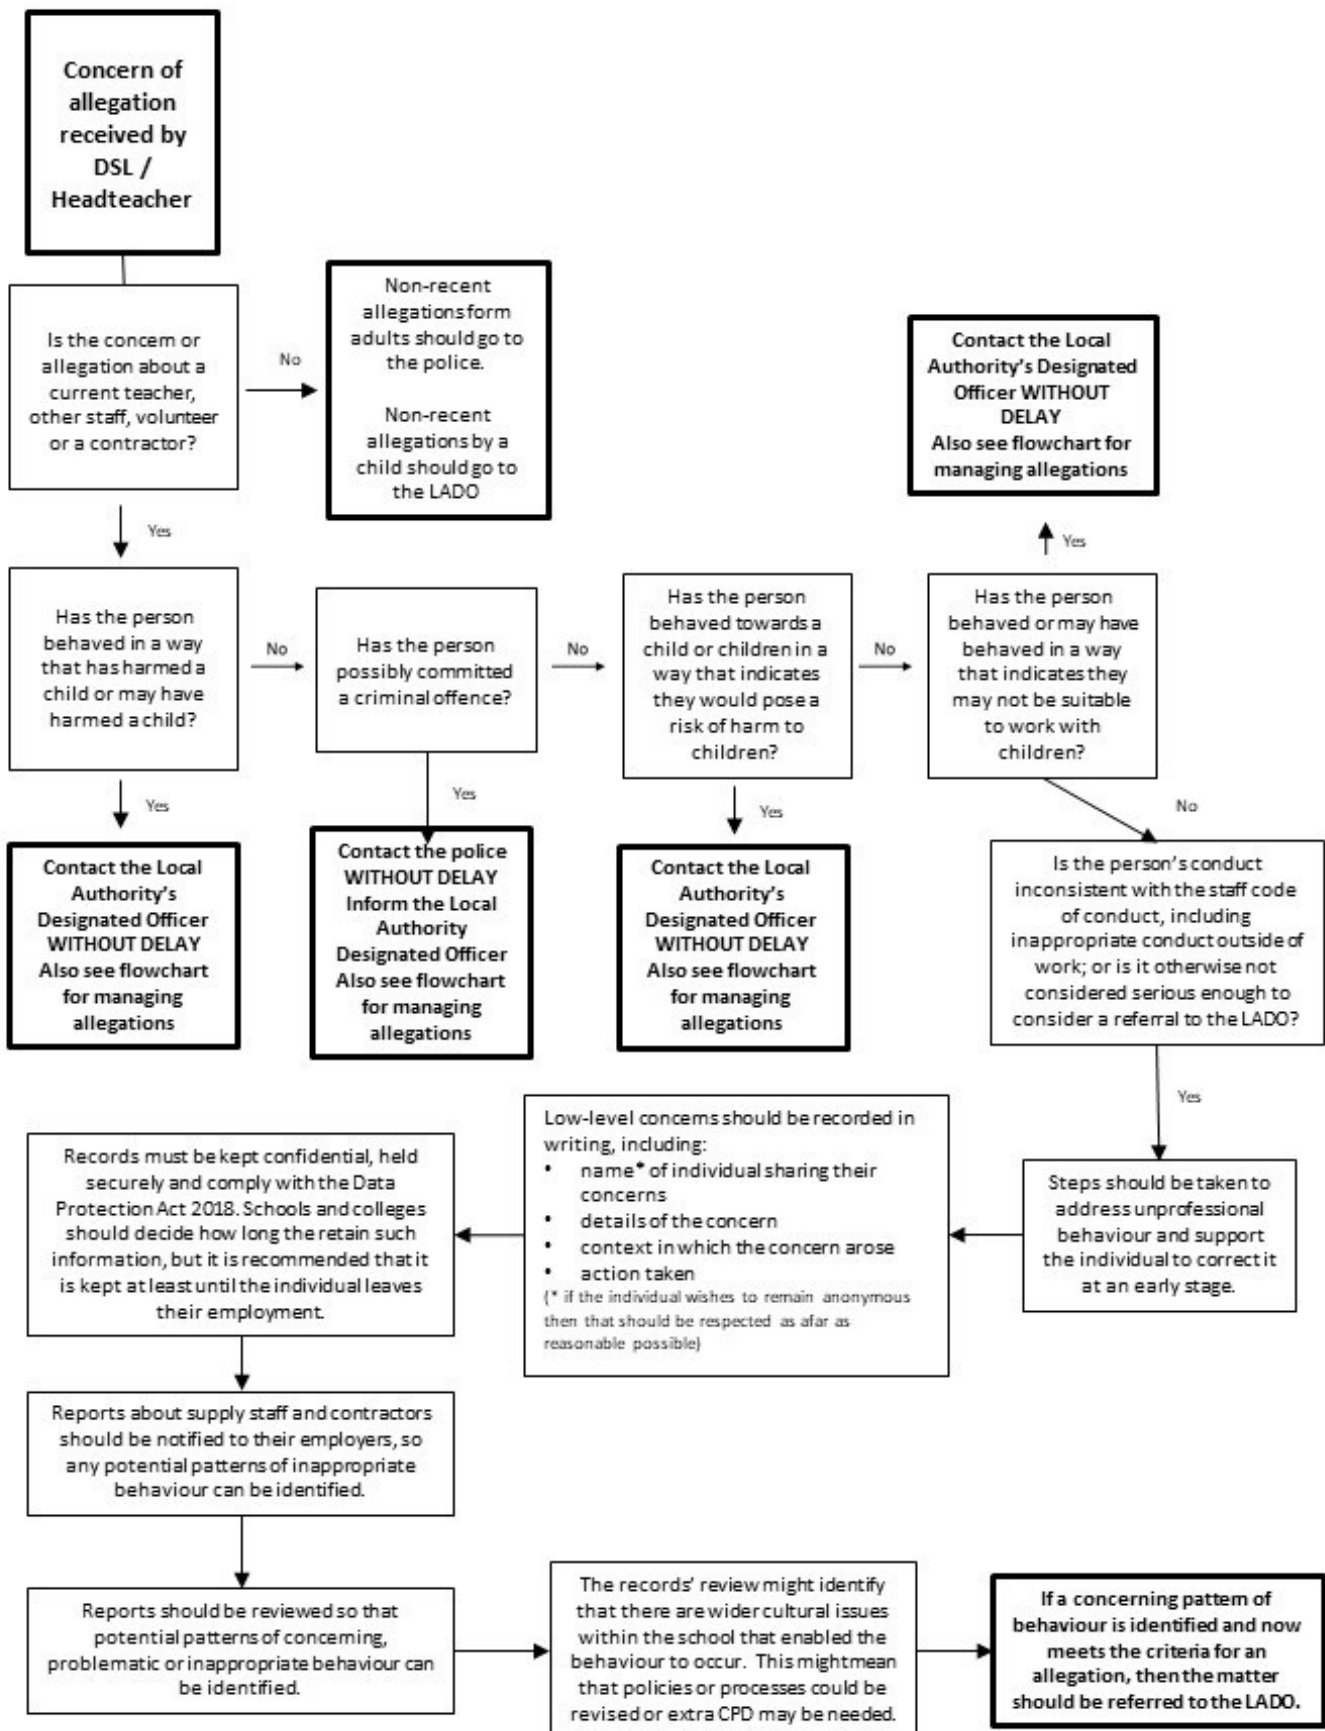 Concern of
allegation
received by
DSL /
Headteacher
Is the concern or
allegation about a
current teacher,
other staff, volunteer
or a contractor?
No
Non-recent
allegations form
adults should go to
the police.
Non-recent
allegations by a
child should go to
the LADO
Contact the Local
Authority's Designated
Officer WITHOUT
DELAY
Also see flowchart for
managing allegations
Yes
Yes
Has the person
behaved in a way
that has harmed a
child or may have
harmed a child?
No
Has the person
possibly committed
a criminal offence?
No
Has the person
behaved towards a
child or children in a
way that indicates
they would pose a
risk of harm to
children?
No
Has the person
behaved or may have
behaved in a way
that indicates they
may not be suitable
to work with
children?
Yes
Yes
Yes
No
Contact the Local
Authority's
Designated Officer
WITHOUT DELAY
Also see flowchart
for managing
allegations
Contact the police
WITHOUT DELAY
Inform the Local
Authority
Designated Officer
Also see flowchart
for managing
allegations
Contact the Local
Authority's
Designated Officer
WITHOUT DELAY
Also see flowchart
for managing
allegations
Is the person's conduct
inconsistent with the staff code
of conduct, including
inappropriate conduct outside of
work; or is it otherwise not
considered serious enough to
consider a referral to the LADO?
Yes
Steps should be taken to
address unprofessional
behaviour and support
the individual to correct it
at an early stage.
Low-level concerns should be recorded in
writing, including:
• name* of individual sharing their
concerns
• details of the concern
• context in which the concern arose
• action taken
(* if the individual wishes to remain anonymous
then that should be respected as afar as
reasonable possible)
Records must be kept confidential, held
securely and comply with the Data
Protection Act 2018. Schools and colleges
should decide how long the retain such
information, but it is recommended that it
is kept at least until the individual leaves
their employment.
Reports about supply staff and contractors
should be notified to their employers, so
any potential patterns of inappropriate
behaviour can be identified.
Reports should be reviewed so that
potential patterns of concerning,
problematic or inappropriate behaviour can
be identified.
The records' review might identify
that there are wider cultural issues
within the school that enabled the
behaviour to occur. This might mean
that policies or processes could be
revised or extra CPD may be needed.
If a concerning pattern of
behaviour is identified and now
meets the criteria for an
allegation, then the matter
should be referred to the LADO.